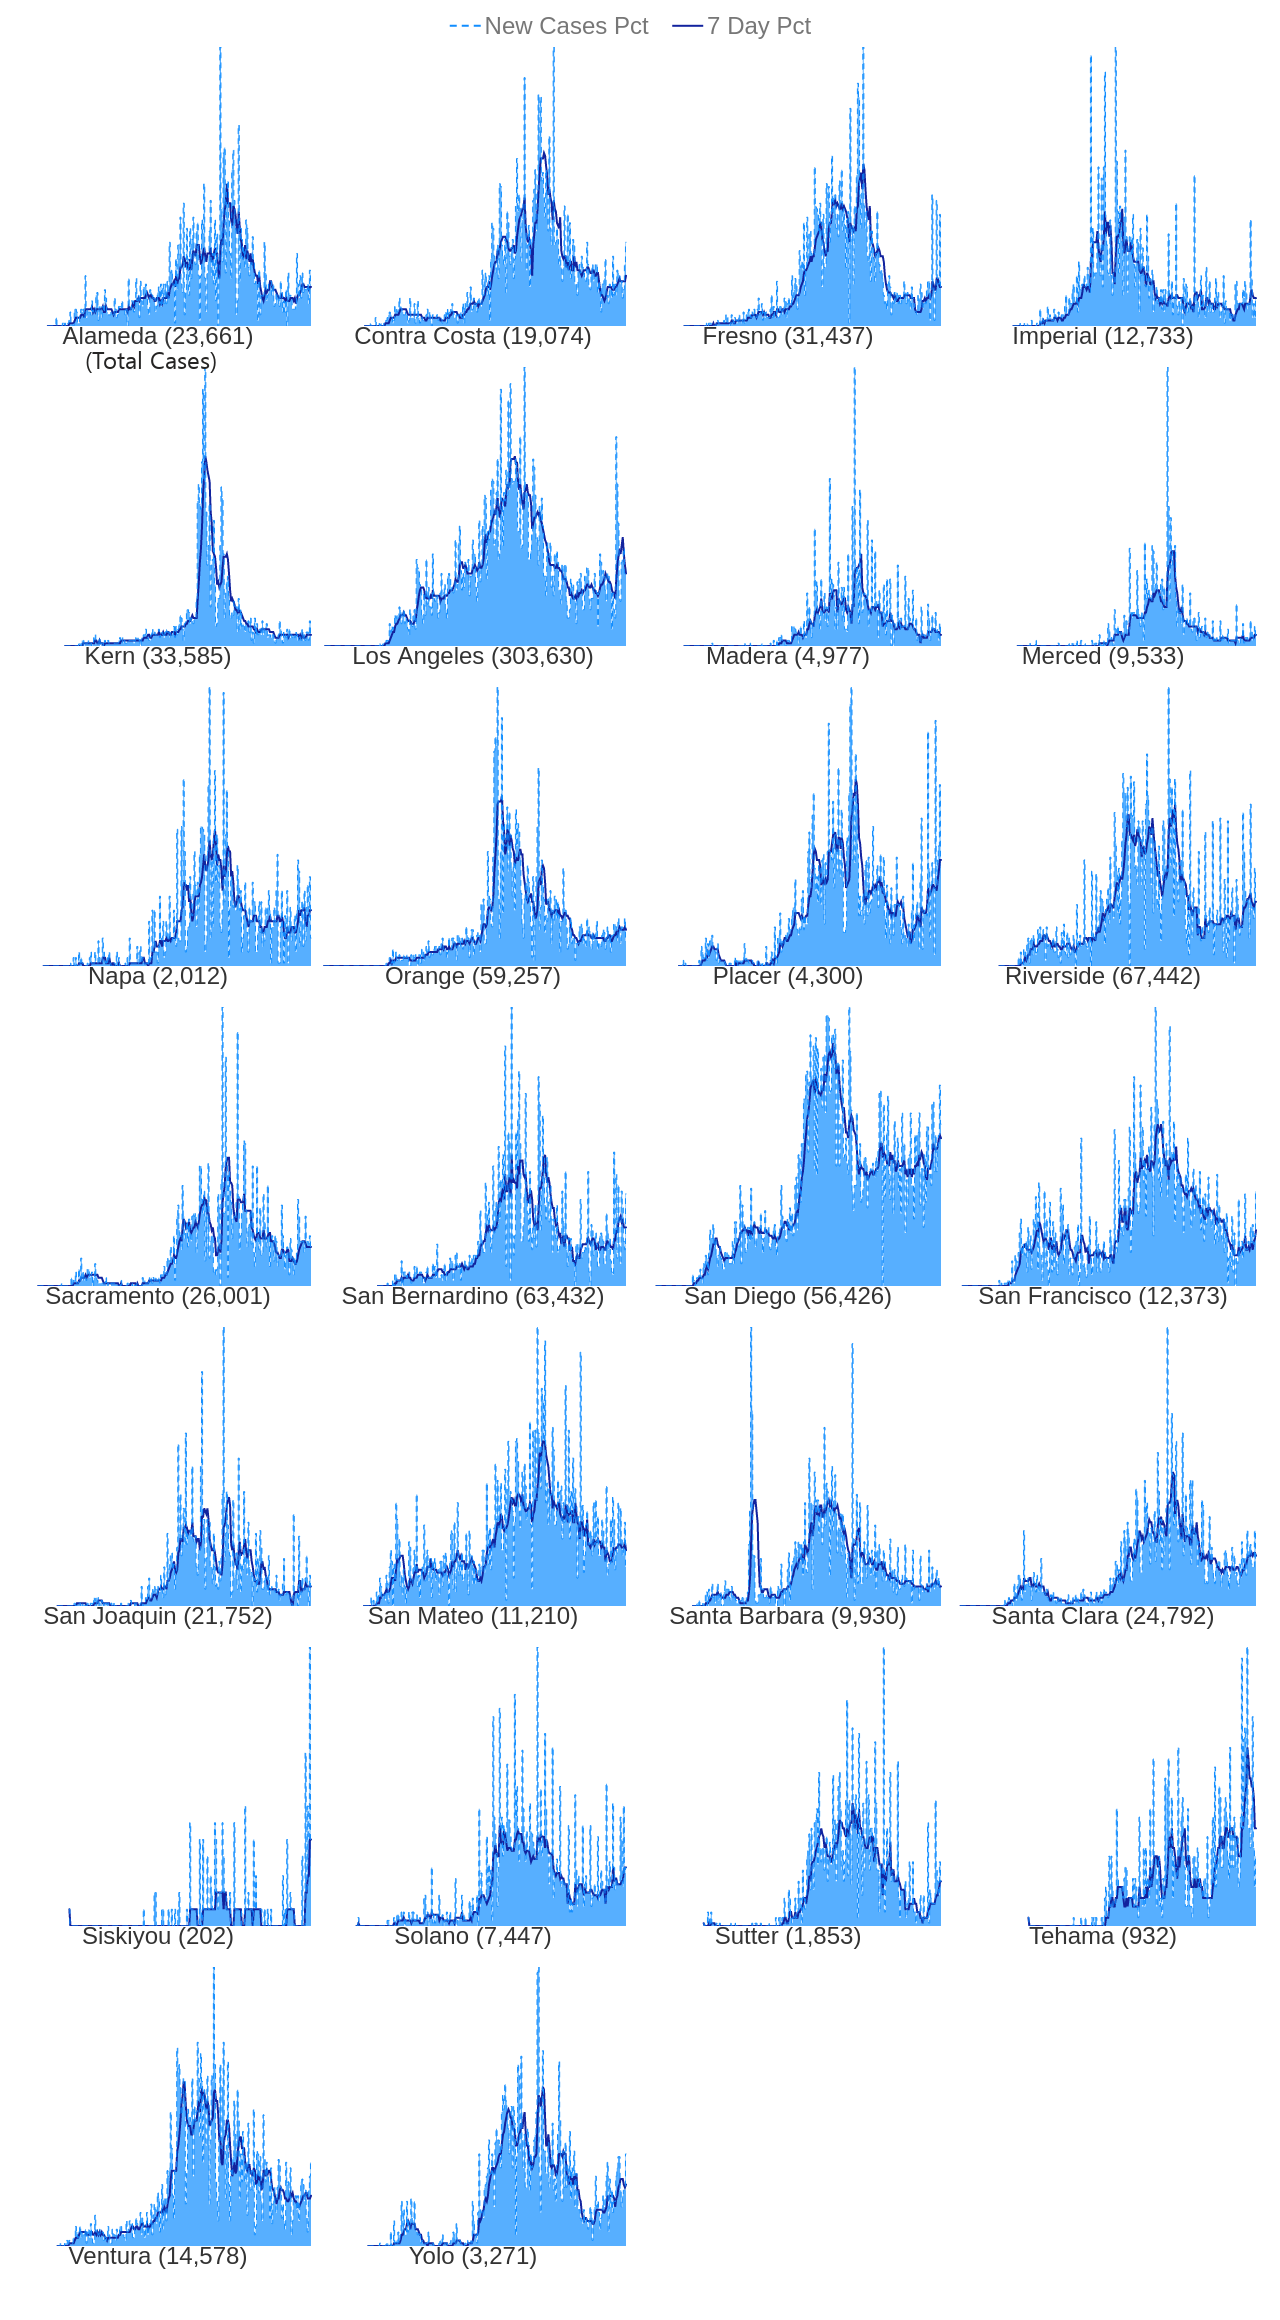 New Cases Pct 7 Day Pct
Alameda (23,661) Contra Costa (19,074) Fresno (31,437) Imperial (12,733)
(Total Cases)
Kern (33,585) Los Angeles (303,630) Madera (4,977) Merced (9,533)
Napa (2,012) Orange (59,257) Placer (4,300) Riverside (67,442)
Sacramento (26,001) San Bernardino (63,432) San Diego (56,426) San Francisco (12,373)
San Joaquin (21,752) San Mateo (11,210) Santa Barbara (9,930) Santa Clara (24,792)
Siskiyou (202) Solano (7,447) Sutter (1,853) Tehama (932)
Ventura (14,578) Yolo (3,271)